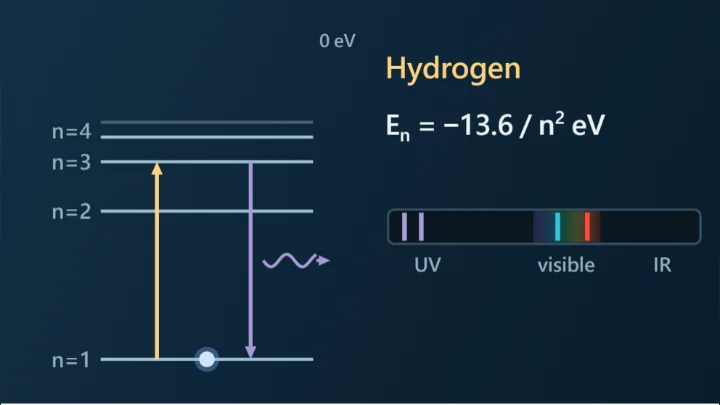 0 eV
Hydrogen
Eₙ = −13.6 / n² eV
n=4
n=3
n=2
n=1
UV
visible
IR